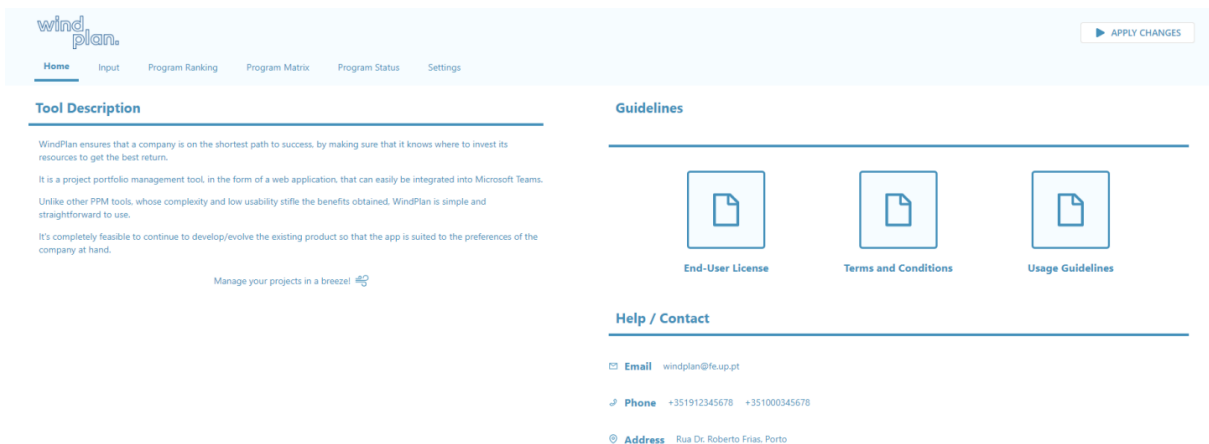 wind
plan.
APPLY CHANGES
Home Input Program Ranking Program Matrix Program Status Settings
Tool Description
WindPlan ensures that a company is on the shortest path to success, by making sure that it knows where to invest its
resources to get the best return.
It is a project portfolio management tool, in the form of a web application, that can easily be integrated into Microsoft Teams.
Unlike other PPM tools, whose complexity and low usability stifle the benefits obtained, WindPlan is simple and
straightforward to use.
It's completely feasible to continue to develop/evolve the existing product so that the app is suited to the preferences of the
company at hand.
Manage your projects in a breeze!
Guidelines
End-User License Terms and Conditions Usage Guidelines
Help / Contact
Email windplan@fe.up.pt
Phone +351912345678 +351000345678
Address Rua Dr. Roberto Frias, Porto